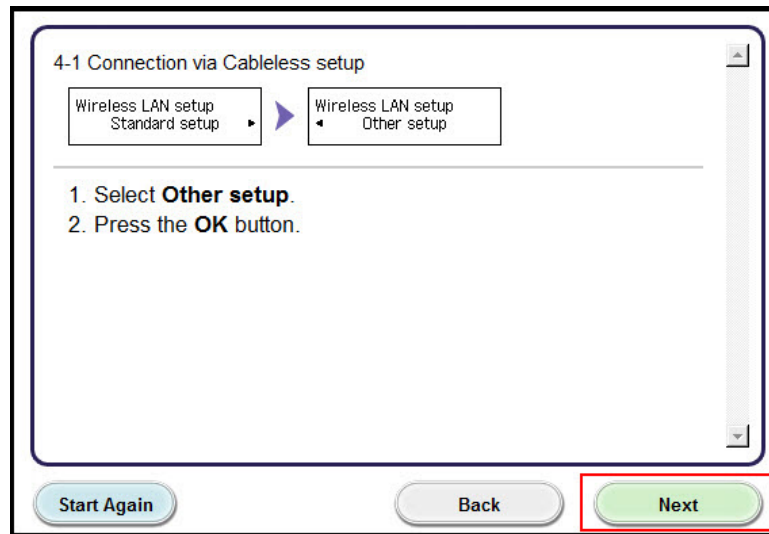 4-1 Connection via Cableless setup
Wireless LAN setup
Standard setup
Wireless LAN setup
Other setup
1. Select Other setup.
2. Press the OK button.
Start Again
Back
Next